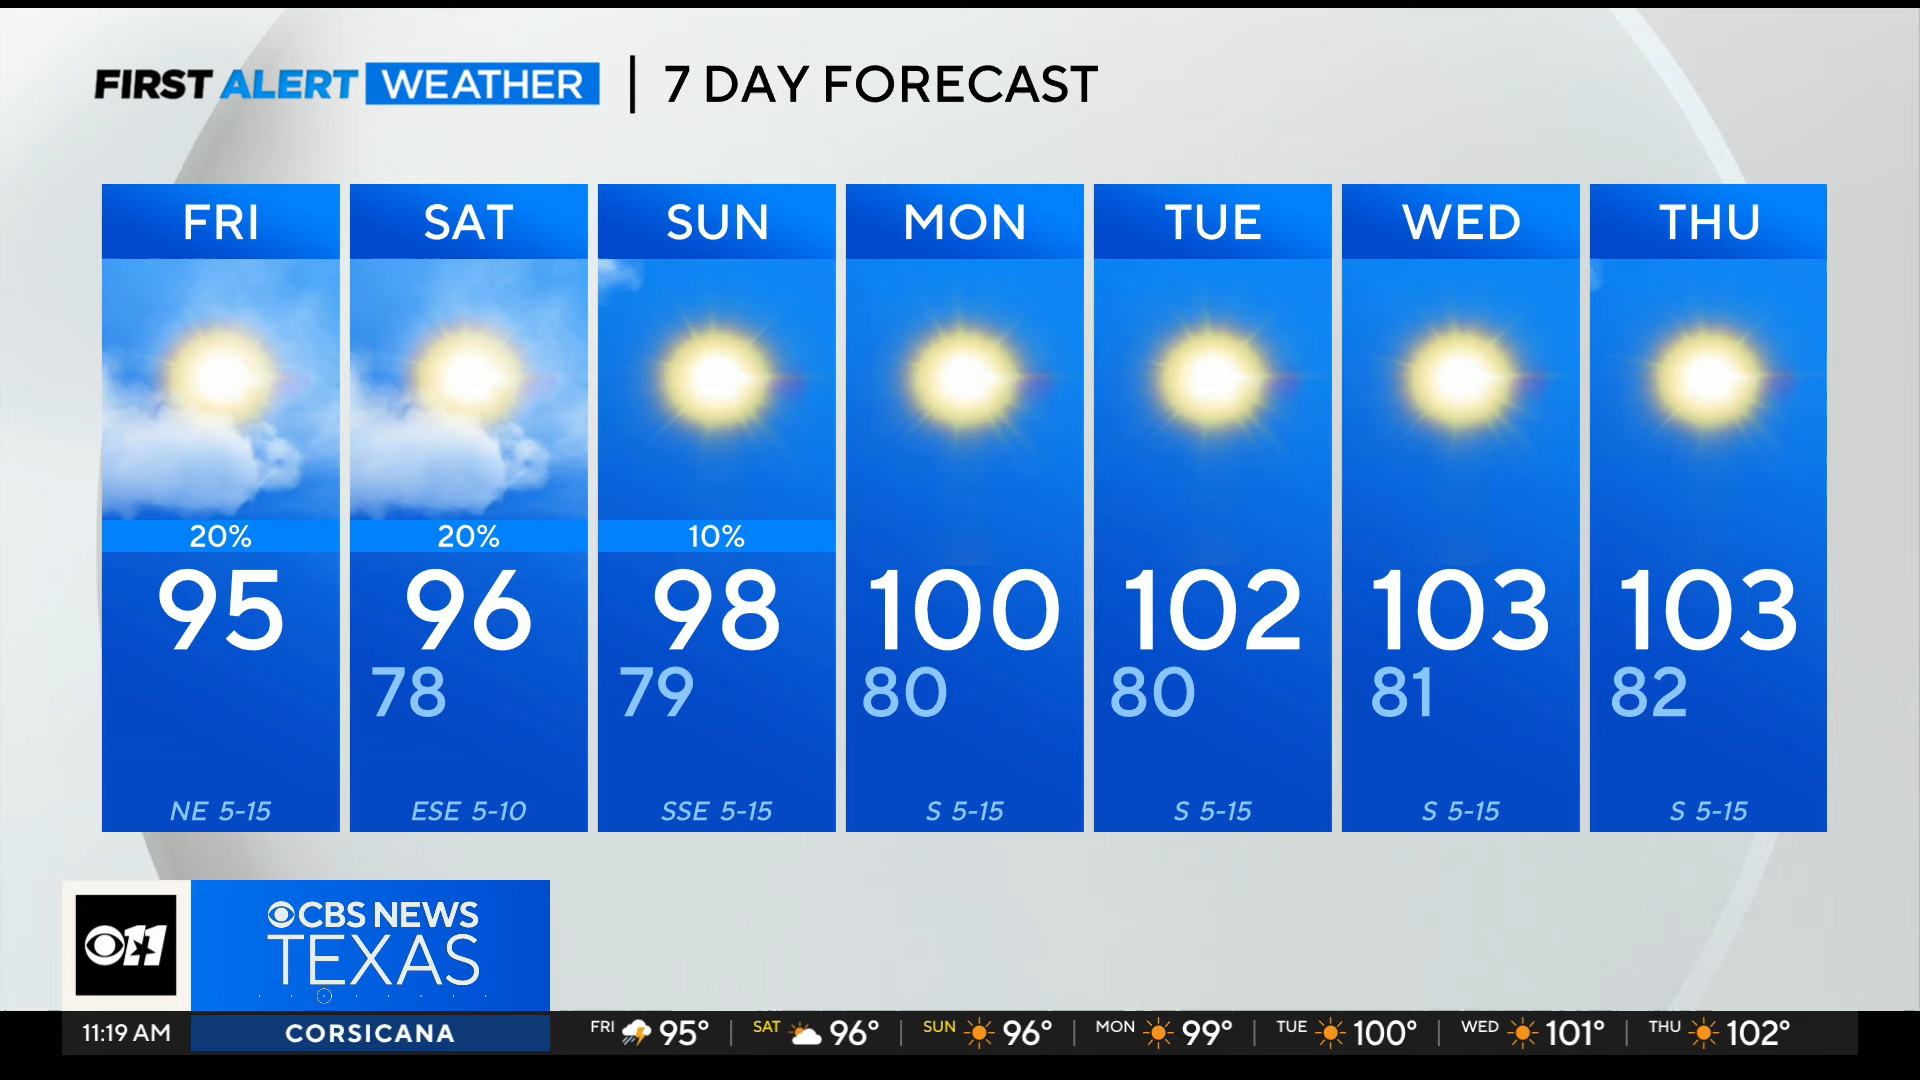 FIRST ALERT WEATHER | 7 DAY FORECAST
FRI SAT SUN MON TUE WED THU
20% 20% 10%
95 96 98 100 102 103 103
78 79 80 80 81 82
NE 5-15 ESE 5-10 SSE 5-15 S 5-15 S 5-15 S 5-15 S 5-15
11 CBS NEWS
TEXAS
11:19 AM CORSICANA FRI 95° | SAT 96° | SUN 96° | MON 99° | TUE 100° | WED 101° | THU 102°